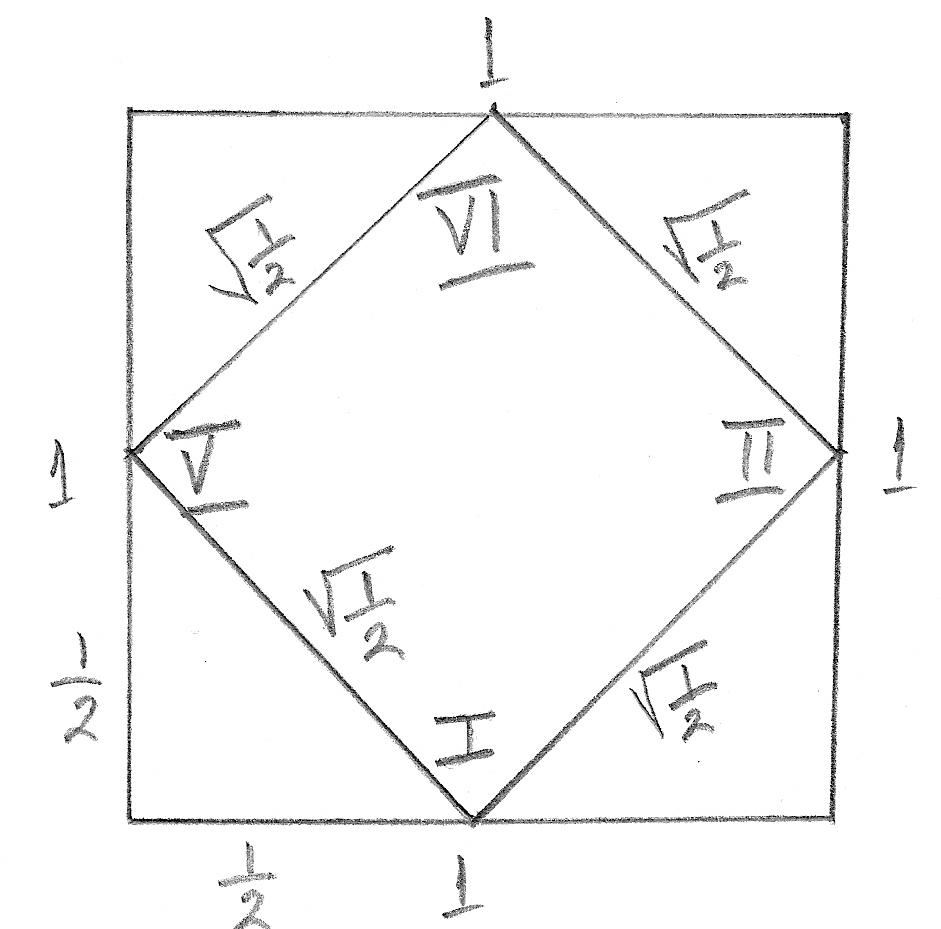 1
√1/2 VI √1/2
1 V II 1
√1/2
1/2 I √1/2
1/2 1